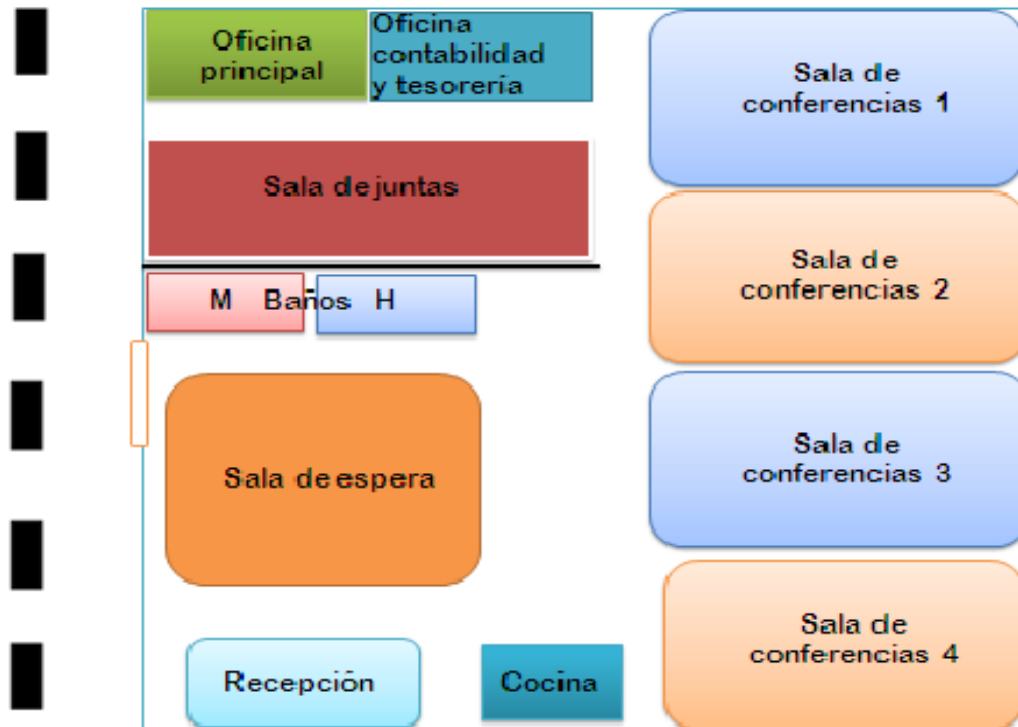 Oficina
principal
Oficina
contabilidad
y tesorería
Sala de juntas
M Baños H
Sala de espera
Recepción
Cocina
Sala de
conferencias 1
Sala de
conferencias 2
Sala de
conferencias 3
Sala de
conferencias 4